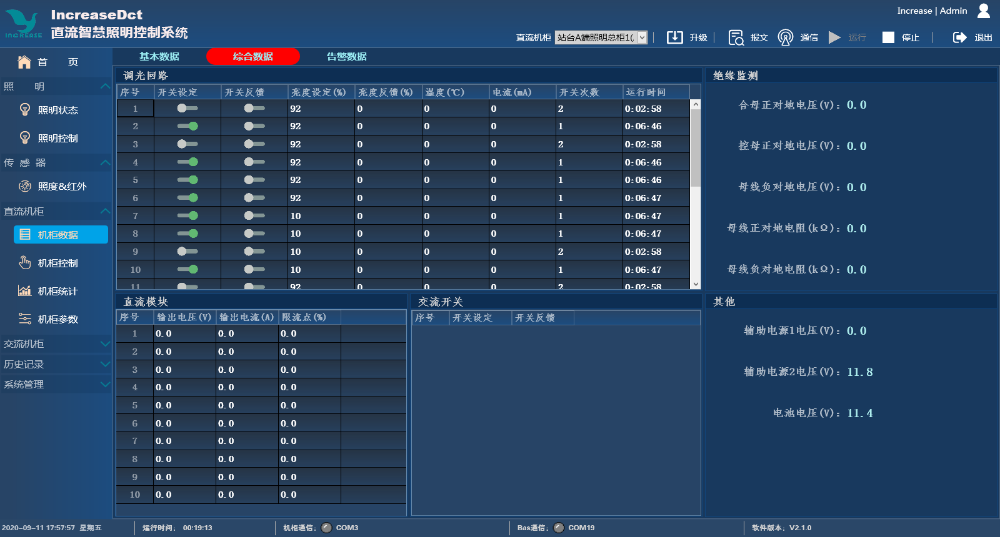 IncreaseDct
直流智慧照明控制系统
INCREASE
Increase | Admin
直流机柜 站台A端照明总柜1(. 升级 报文 通信 运行 停止 退出
首 页
照 明
照明状态
照明控制
传 感 器
照度&红外
直流机柜
机柜数据
机柜控制
机柜统计
机柜参数
交流机柜
历史记录
系统管理
基本数据 综合数据 告警数据
调光回路
序号 开关设定 开关反馈 亮度设定(%) 亮度反馈(%) 温度(℃) 电流(mA) 开关次数 运行时间
1 92 0 0 0 2 0:02:58
2 92 0 0 0 1 0:06:46
3 92 0 0 0 2 0:02:58
4 92 0 0 0 1 0:06:46
5 92 0 0 0 1 0:06:46
6 92 0 0 0 1 0:06:47
7 10 0 0 0 1 0:06:47
8 10 0 0 0 1 0:06:47
9 10 0 0 0 2 0:02:58
10 10 0 0 0 1 0:06:47
11 92 0 0 0 2 0:02:58
绝缘监测
合母正对地电压(V): 0.0
控母正对地电压(V): 0.0
母线负对地电压(V): 0.0
母线正对地电阻(kΩ): 0.0
母线负对地电阻(kΩ): 0.0
直流模块
序号 输出电压(V) 输出电流(A) 限流点(%)
1 0.0 0.0 0.0
2 0.0 0.0 0.0
3 0.0 0.0 0.0
4 0.0 0.0 0.0
5 0.0 0.0 0.0
6 0.0 0.0 0.0
7 0.0 0.0 0.0
8 0.0 0.0 0.0
9 0.0 0.0 0.0
10 0.0 0.0 0.0
交流开关
序号 开关设定 开关反馈
其他
辅助电源1电压(V): 0.0
辅助电源2电压(V): 11.8
电池电压(V): 11.4
2020-09-11 17:57:57 星期五 运行时间: 00:19:13 机柜通信: COM3 Bas通信: COM19 软件版本: V2.1.0